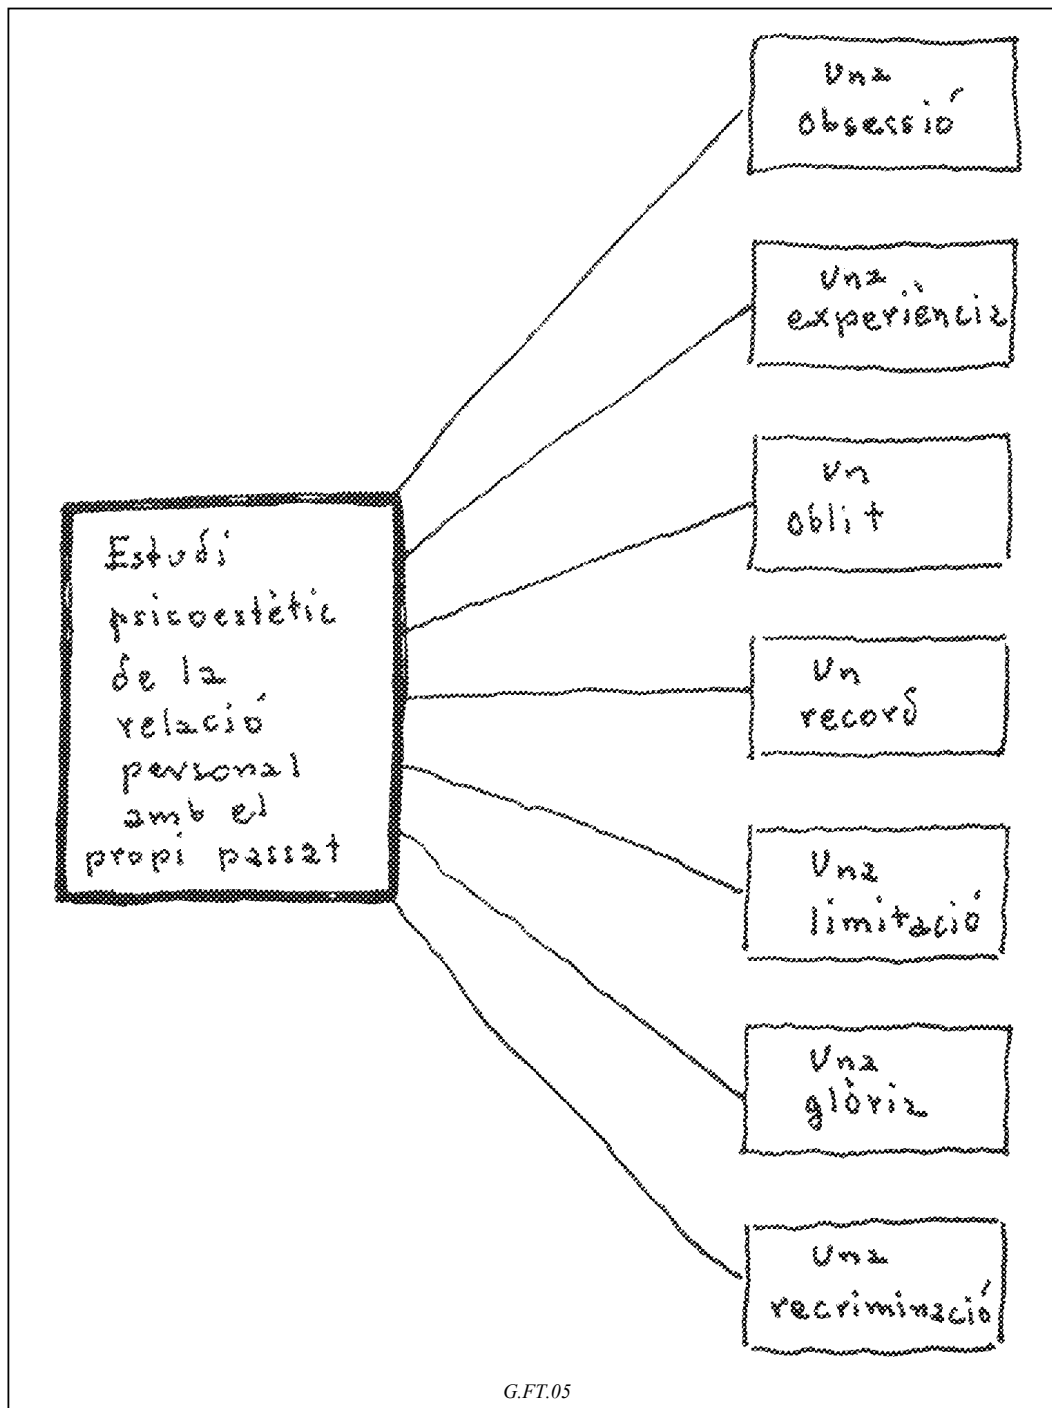 Una
obsessió
Una
experiència
Un
oblit
Estudi
psicoestètic
de la
relació
personal
amb el
propi passat
Un
record
Una
limitació
Una
glòria
Una
recriminació
G.FT.05